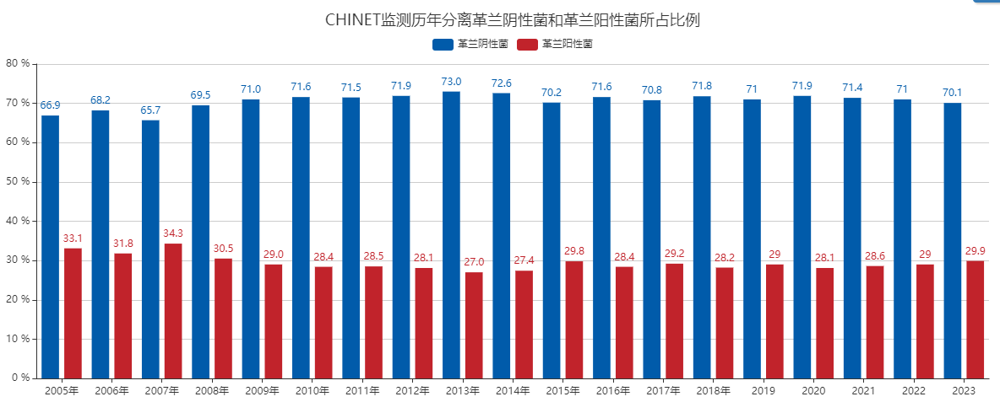 CHINET监测历年分离革兰阴性菌和革兰阳性菌所占比例
革兰阴性菌 革兰阳性菌
80 %
70 %
60 %
50 %
40 %
30 %
20 %
10 %
0 %
66.9 68.2 65.7 69.5 71.0 71.6 71.5 71.9 73.0 72.6 70.2 71.6 70.8 71.8 71 71.9 71.4 71 70.1
33.1 31.8 34.3 30.5 29.0 28.4 28.5 28.1 27.0 27.4 29.8 28.4 29.2 28.2 29 28.1 28.6 29 29.9
2005年 2006年 2007年 2008年 2009年 2010年 2011年 2012年 2013年 2014年 2015年 2016年 2017年 2018年 2019 2020 2021 2022 2023